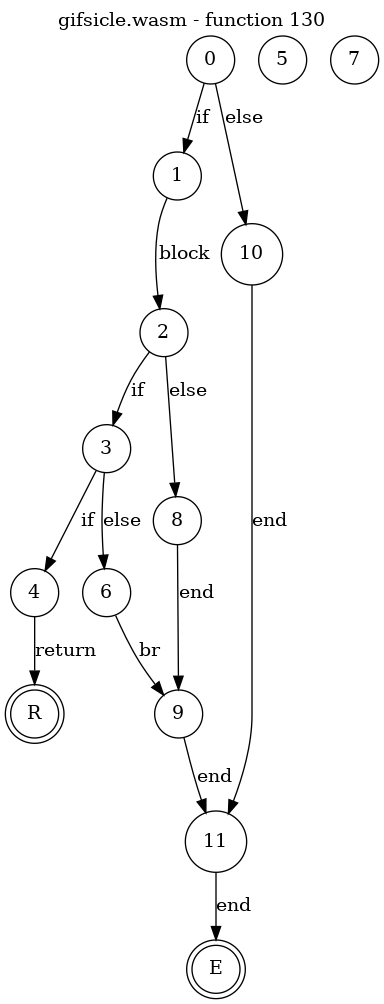 gifsicle.wasm - function 130
0
5
7
if
else
1
10
block
2
if
else
3
8
if
else
end
4
6
end
return
br
R
9
end
11
end
E